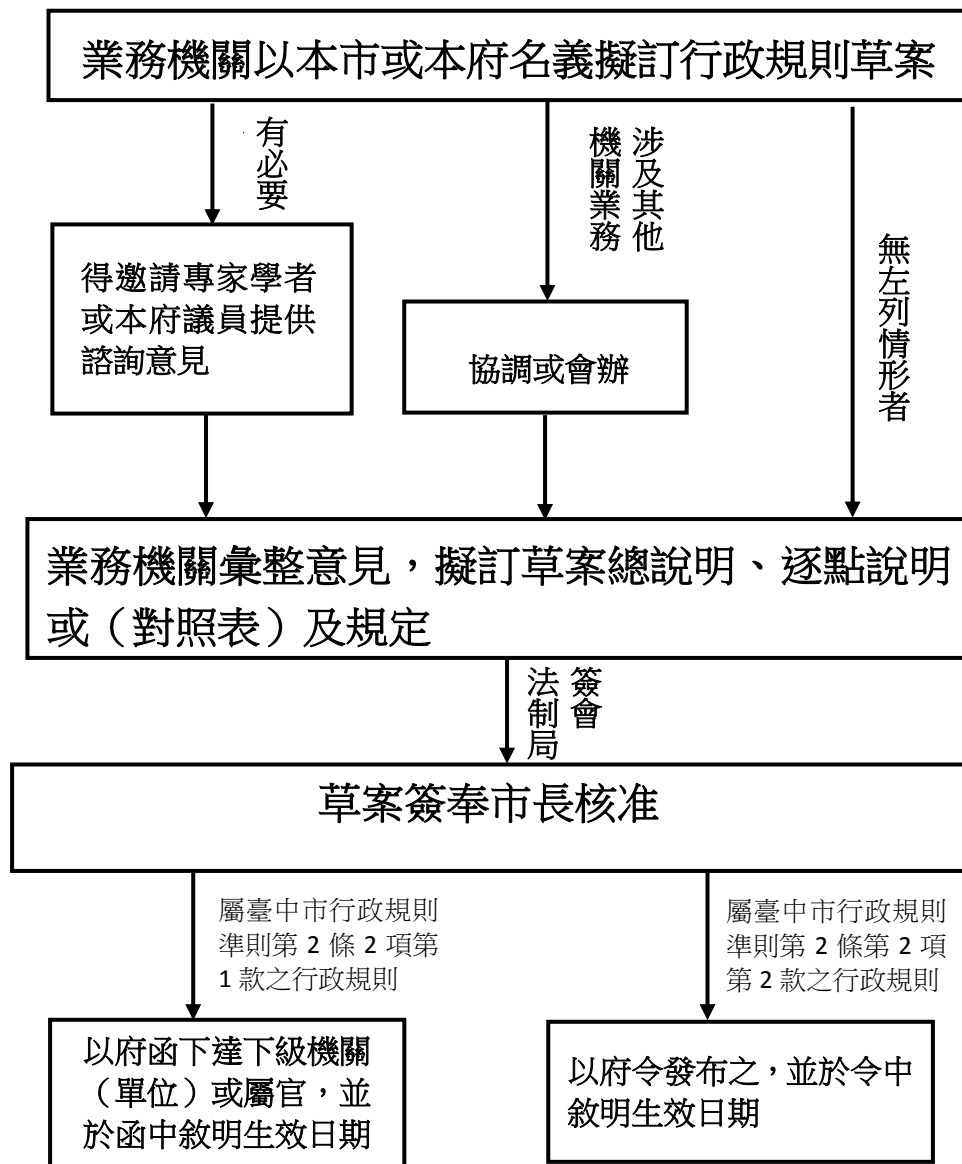 業務機關以本市或本府名義擬訂行政規則草案
有必要
涉及其他
機關業務
無左列情形者
得邀請專家學者
或本府議員提供
諮詢意見
協調或會辦
業務機關彙整意見，擬訂草案總說明、逐點說明
或（對照表）及規定
簽會
法制局
草案簽奉市長核准
屬臺中市行政規則
準則第 2 條 2 項第
1 款之行政規則
屬臺中市行政規則
準則第 2 條第 2 項
第 2 款之行政規則
以府函下達下級機關
（單位）或屬官，並
於函中敘明生效日期
以府令發布之，並於令中
敘明生效日期